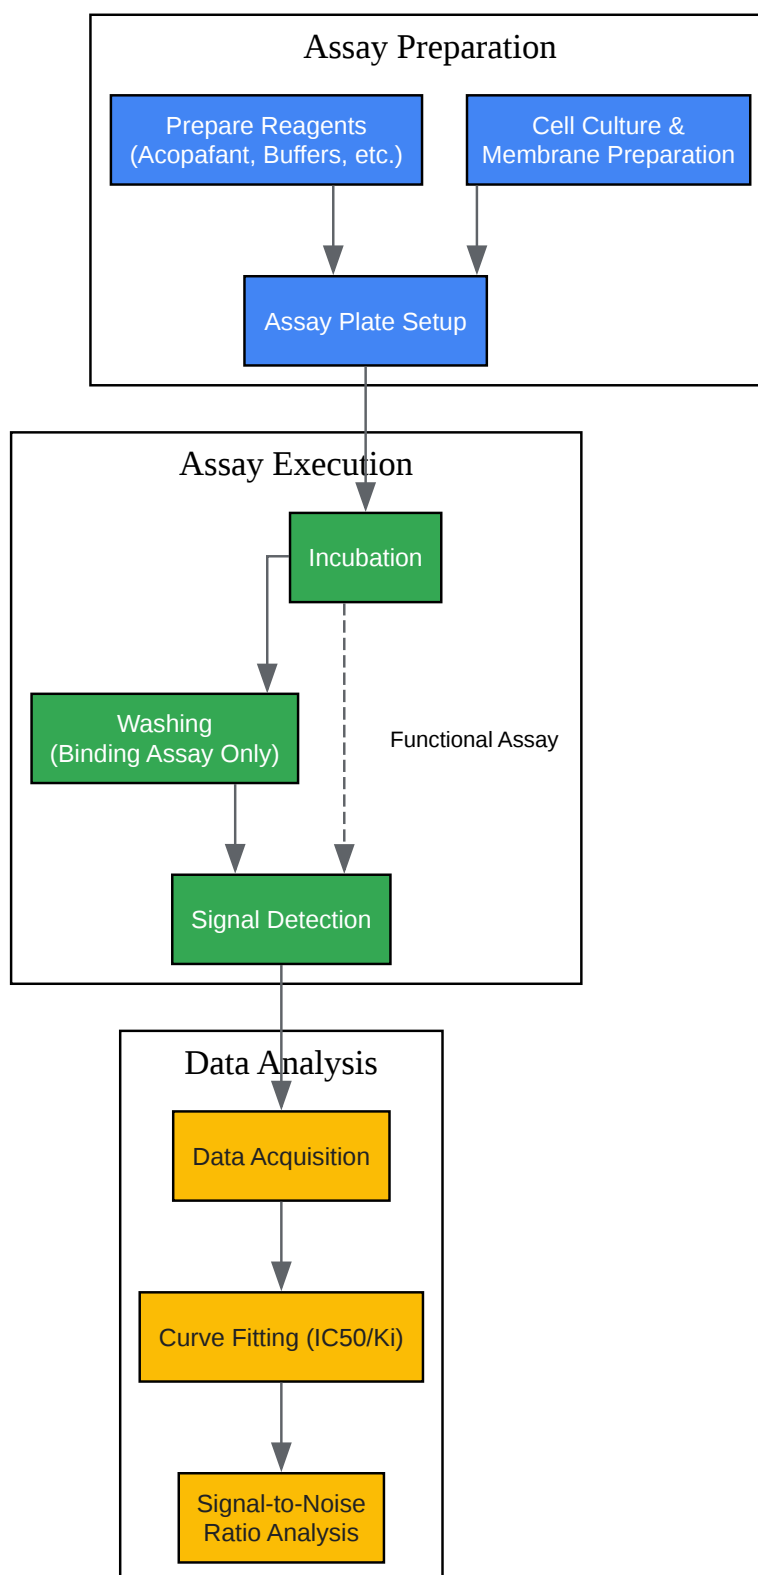 Assay Preparation
Prepare Reagents
(Acopafant, Buffers, etc.)
Cell Culture &
Membrane Preparation
Assay Plate Setup
Assay Execution
Incubation
Washing
(Binding Assay Only)
Functional Assay
Signal Detection
Data Analysis
Data Acquisition
Curve Fitting (IC50/Ki)
Signal-to-Noise
Ratio Analysis